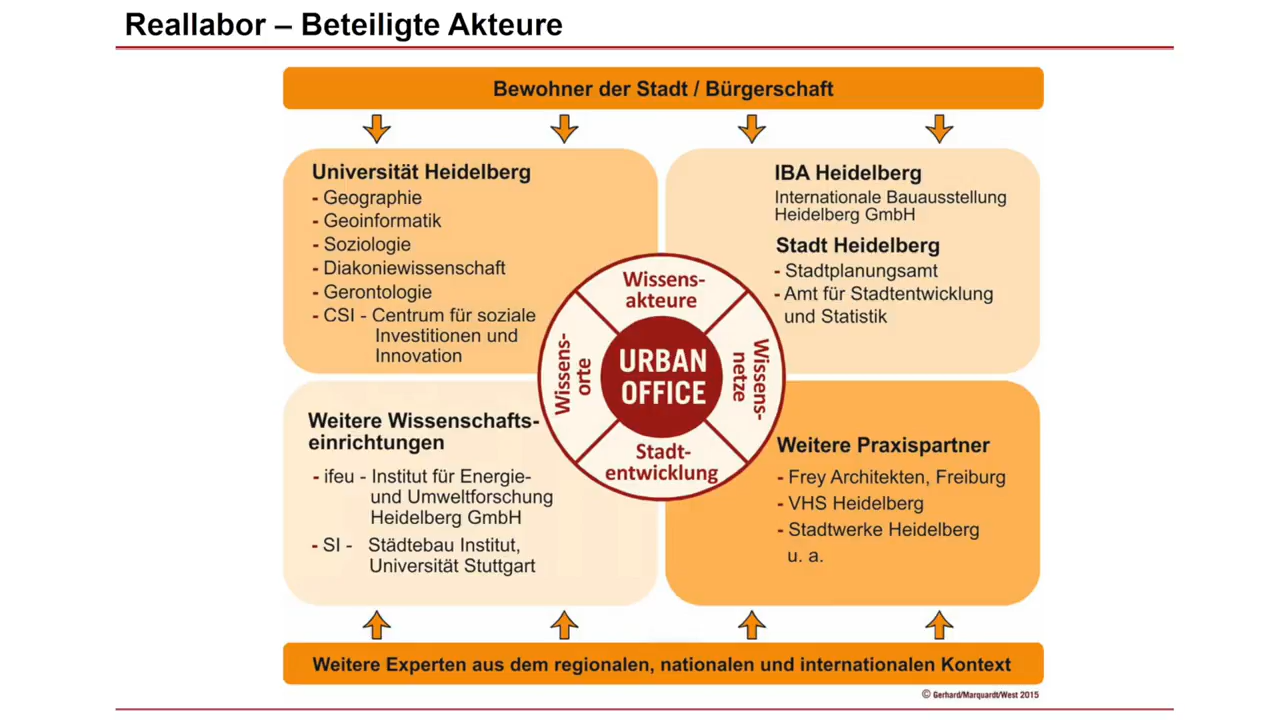 Reallabor – Beteiligte Akteure
Bewohner der Stadt / Bürgerschaft
Universität Heidelberg
- Geographie
- Geoinformatik
- Soziologie
- Diakoniewissenschaft
- Gerontologie
- CSI - Centrum für soziale
Investitionen und
Innovation
IBA Heidelberg
Internationale Bauausstellung
Heidelberg GmbH
Stadt Heidelberg
- Stadtplanungsamt
- Amt für Stadtentwicklung
und Statistik
Wissens-
akteure
Wissens-
orte
URBAN
OFFICE
Wissens-
netze
Stadt-
entwicklung
Weitere Wissenschafts-
einrichtungen
- ifeu - Institut für Energie-
und Umweltforschung
Heidelberg GmbH
- SI - Städtebau Institut,
Universität Stuttgart
Weitere Praxispartner
- Frey Architekten, Freiburg
- VHS Heidelberg
- Stadtwerke Heidelberg
u. a.
Weitere Experten aus dem regionalen, nationalen und internationalen Kontext
© Gerhard/Marquardt/West 2015